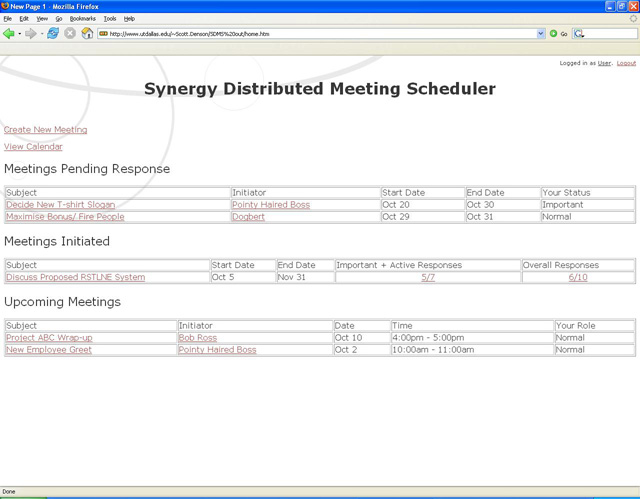 New Page 1 - Mozilla Firefox
File Edit View Go Bookmarks Tools Help
http://www.utdallas.edu/~Scott.Denson/SDMS%20out/home.htm Go
Logged in as User. Logout
Synergy Distributed Meeting Scheduler
Create New Meeting
View Calendar
Meetings Pending Response
Subject Initiator Start Date End Date Your Status
Decide New T-shirt Slogan Pointy Haired Boss Oct 20 Oct 30 Important
Maximise Bonus/ Fire People Dogbert Oct 29 Oct 31 Normal
Meetings Initiated
Subject Start Date End Date Important + Active Responses Overall Responses
Discuss Proposed RSTLNE System Oct 5 Nov 31 5/7 6/10
Upcoming Meetings
Subject Initiator Date Time Your Role
Project ABC Wrap-up Bob Ross Oct 10 4:00pm - 5:00pm Normal
New Employee Greet Pointy Haired Boss Oct 2 10:00am - 11:00am Normal
Done